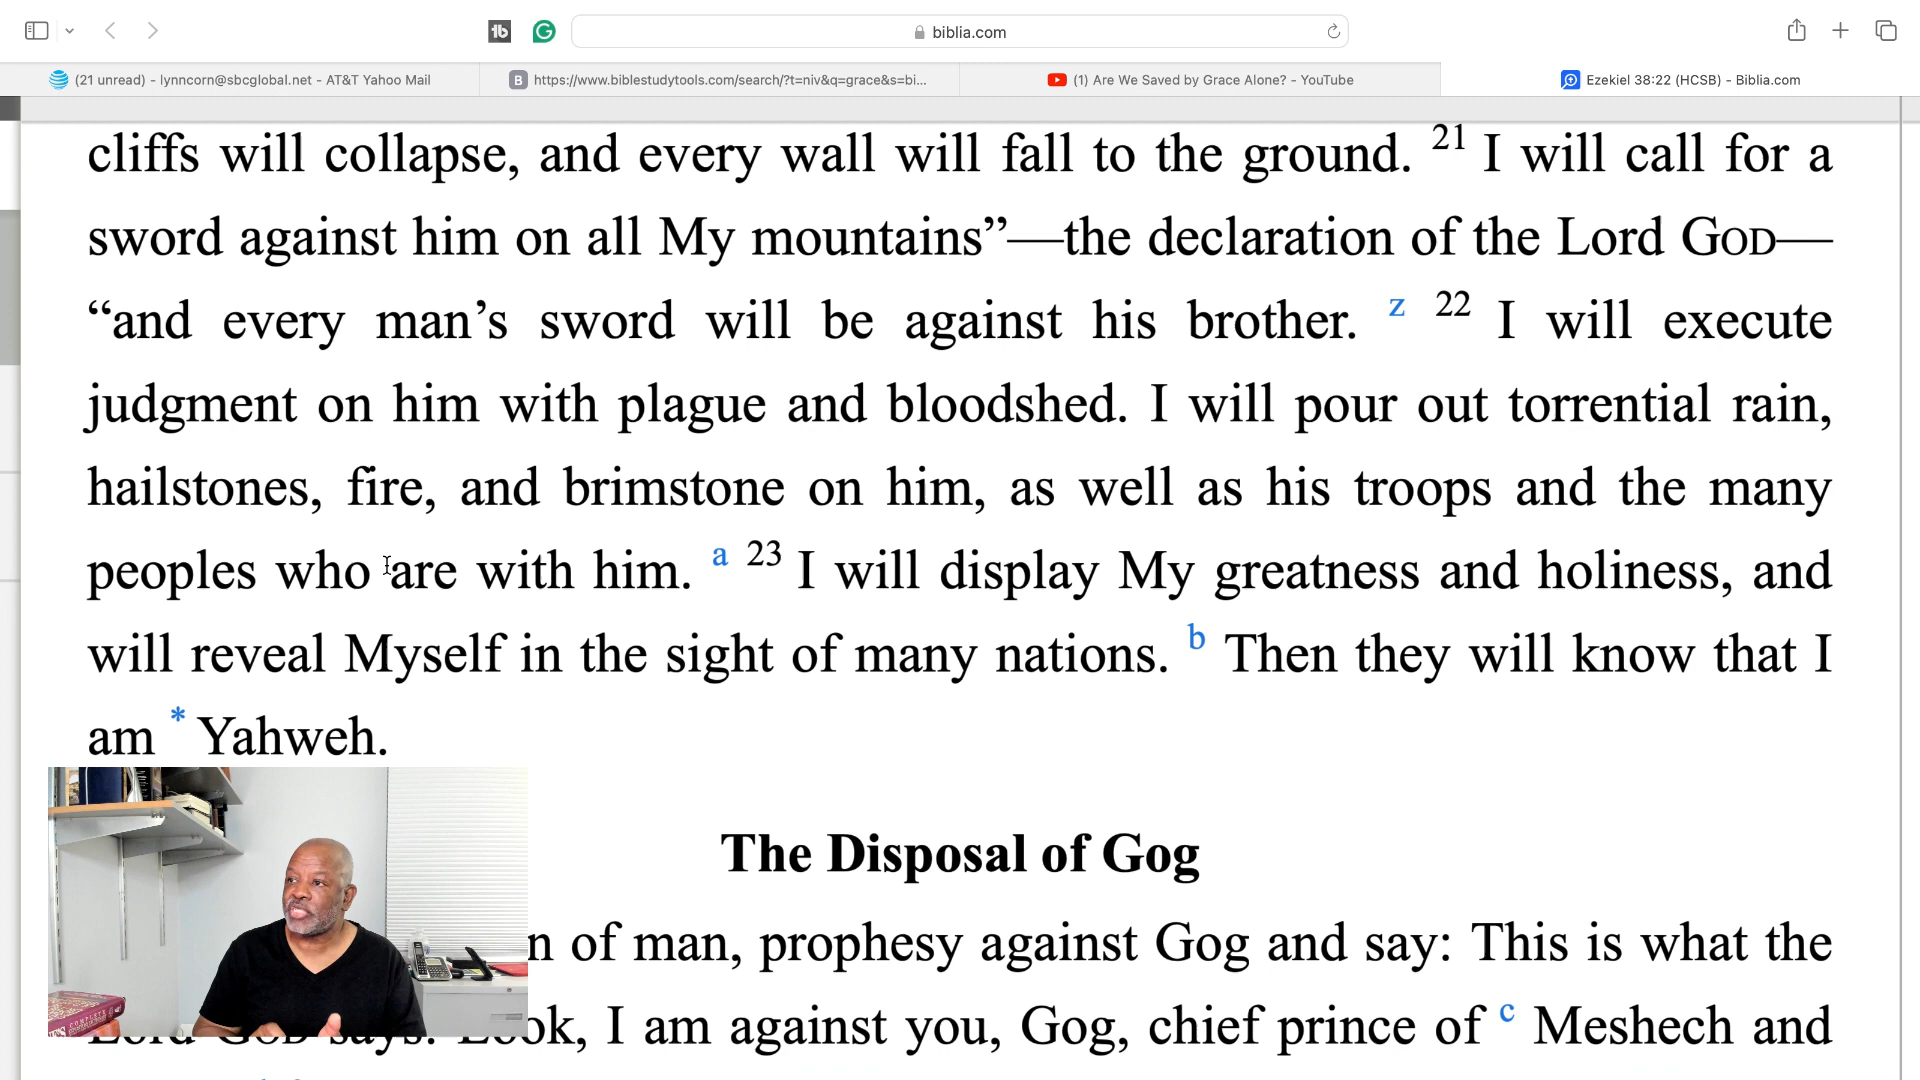 biblia.com
(21 unread) - lynncorn@sbcglobal.net - AT&T Yahoo Mail
https://www.biblestudytools.com/search/?t=niv&q=grace&s=bi...
(1) Are We Saved by Grace Alone? - YouTube
Ezekiel 38:22 (HCSB) - Biblia.com
cliffs will collapse, and every wall will fall to the ground. 21 I will call for a
sword against him on all My mountains”—the declaration of the Lord GOD—
“and every man’s sword will be against his brother. z 22 I will execute
judgment on him with plague and bloodshed. I will pour out torrential rain,
hailstones, fire, and brimstone on him, as well as his troops and the many
peoples who are with him. a 23 I will display My greatness and holiness, and
will reveal Myself in the sight of many nations. b Then they will know that I
am * Yahweh.
The Disposal of Gog
n of man, prophesy against Gog and say: This is what the
Lord GOD says: Look, I am against you, Gog, chief prince of c Meshech and